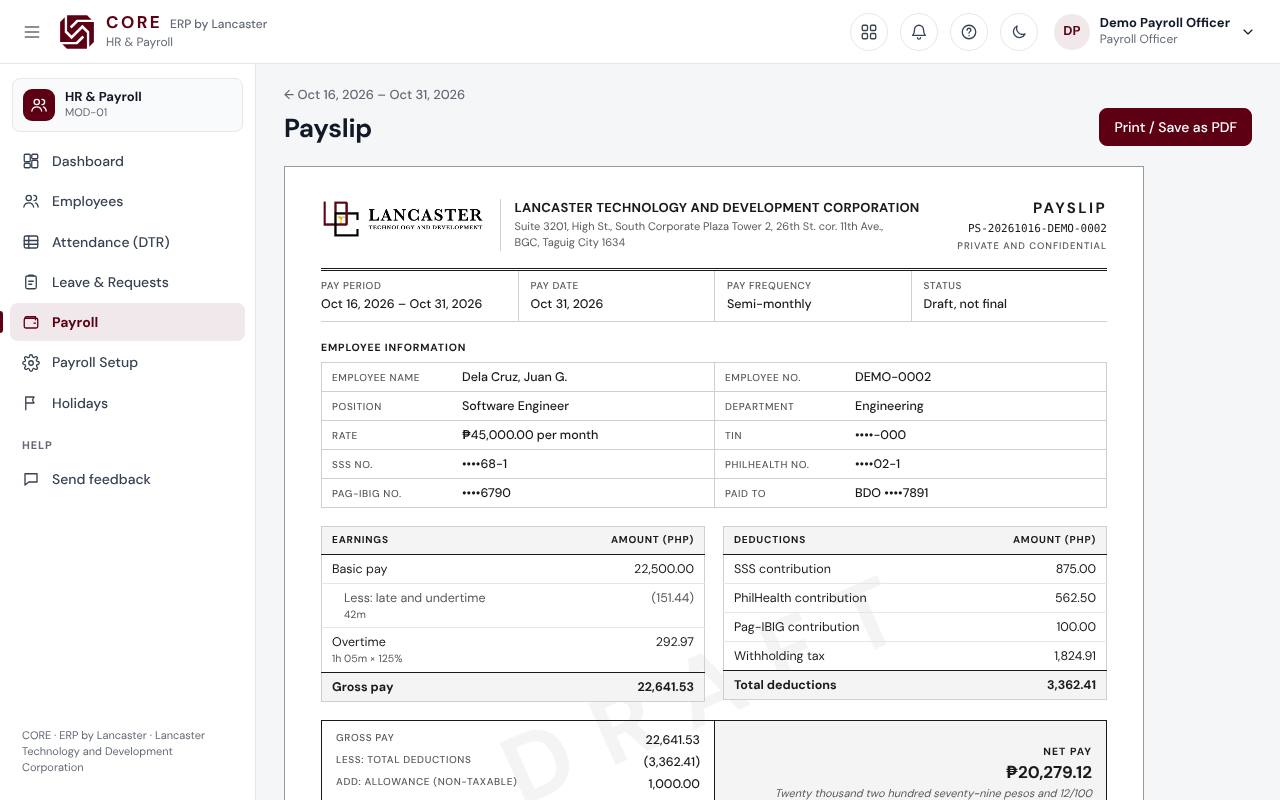 CORE ERP by Lancaster
HR & Payroll
DP
Demo Payroll Officer
Payroll Officer
HR & Payroll
MOD-01
Dashboard
Employees
Attendance (DTR)
Leave & Requests
Payroll
Payroll Setup
Holidays
HELP
Send feedback
CORE · ERP by Lancaster · Lancaster
Technology and Development
Corporation
← Oct 16, 2026 – Oct 31, 2026
Payslip
Print / Save as PDF
LANCASTER
TECHNOLOGY AND DEVELOPMENT
LANCASTER TECHNOLOGY AND DEVELOPMENT CORPORATION
Suite 3201, High St., South Corporate Plaza Tower 2, 26th St. cor. 11th Ave.,
BGC, Taguig City 1634
PAYSLIP
PS-20261016-DEMO-0002
PRIVATE AND CONFIDENTIAL
PAY PERIOD
Oct 16, 2026 – Oct 31, 2026
PAY DATE
Oct 31, 2026
PAY FREQUENCY
Semi-monthly
STATUS
Draft, not final
EMPLOYEE INFORMATION
EMPLOYEE NAME Dela Cruz, Juan G. EMPLOYEE NO. DEMO-0002
POSITION Software Engineer DEPARTMENT Engineering
RATE ₱45,000.00 per month TIN ••••-000
SSS NO. ••••68-1 PHILHEALTH NO. ••••02-1
PAG-IBIG NO. ••••6790 PAID TO BDO ••••7891
EARNINGS AMOUNT (PHP)
Basic pay 22,500.00
Less: late and undertime (151.44)
42m
Overtime 292.97
1h 05m × 125%
Gross pay 22,641.53
DEDUCTIONS AMOUNT (PHP)
SSS contribution 875.00
PhilHealth contribution 562.50
Pag-IBIG contribution 100.00
Withholding tax 1,824.91
Total deductions 3,362.41
DRAFT
GROSS PAY 22,641.53
LESS: TOTAL DEDUCTIONS (3,362.41)
ADD: ALLOWANCE (NON-TAXABLE) 1,000.00
NET PAY
₱20,279.12
Twenty thousand two hundred seventy-nine pesos and 12/100